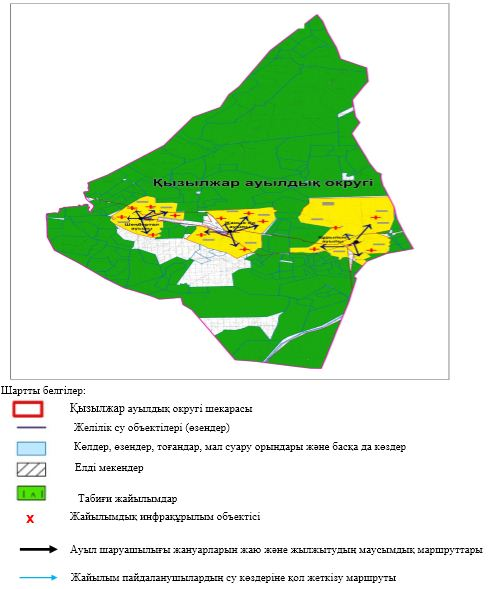 Қызылжар ауылдық округі
ауылы
ауылы
Шартты белгілер:
Қызылжар ауылдық округі шекарасы
Желілік су объектілері (өзендер)
Көлдер, өзендер, тоғандар, мал суару орындары және басқа да көздер
Елді мекендер
Табиғи жайылымдар
Жайылымдық инфрақұрылым объектісі
Ауыл шаруашылығы жануарларын жаю және жылжытудың маусымдық маршруттары
Жайылым пайдаланушылардың су көздеріне қол жеткізу маршруты